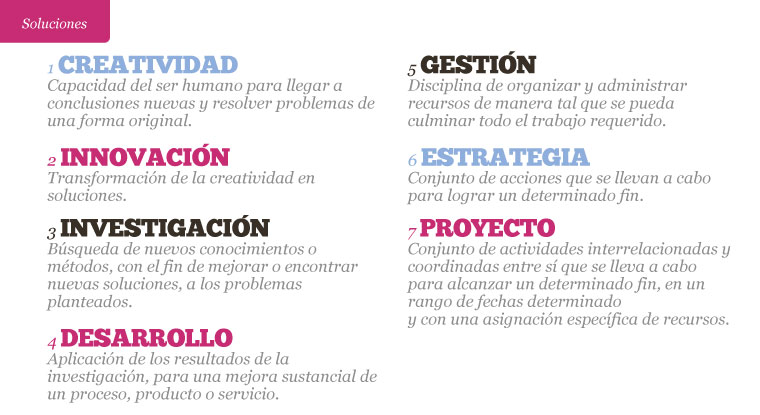 Soluciones
1 CREATIVIDAD
Capacidad del ser humano para llegar a
conclusiones nuevas y resolver problemas de
una forma original.
2 INNOVACIÓN
Transformación de la creatividad en
soluciones.
3 INVESTIGACIÓN
Búsqueda de nuevos conocimientos o
métodos, con el fin de mejorar o encontrar
nuevas soluciones, a los problemas
planteados.
4 DESARROLLO
Aplicación de los resultados de la
investigación, para una mejora sustancial de
un proceso, producto o servicio.
5 GESTIÓN
Disciplina de organizar y administrar
recursos de manera tal que se pueda
culminar todo el trabajo requerido.
6 ESTRATEGIA
Conjunto de acciones que se llevan a cabo
para lograr un determinado fin.
7 PROYECTO
Conjunto de actividades interrelacionadas y
coordinadas entre sí que se lleva a cabo
para alcanzar un determinado fin, en un
rango de fechas determinado
y con una asignación específica de recursos.